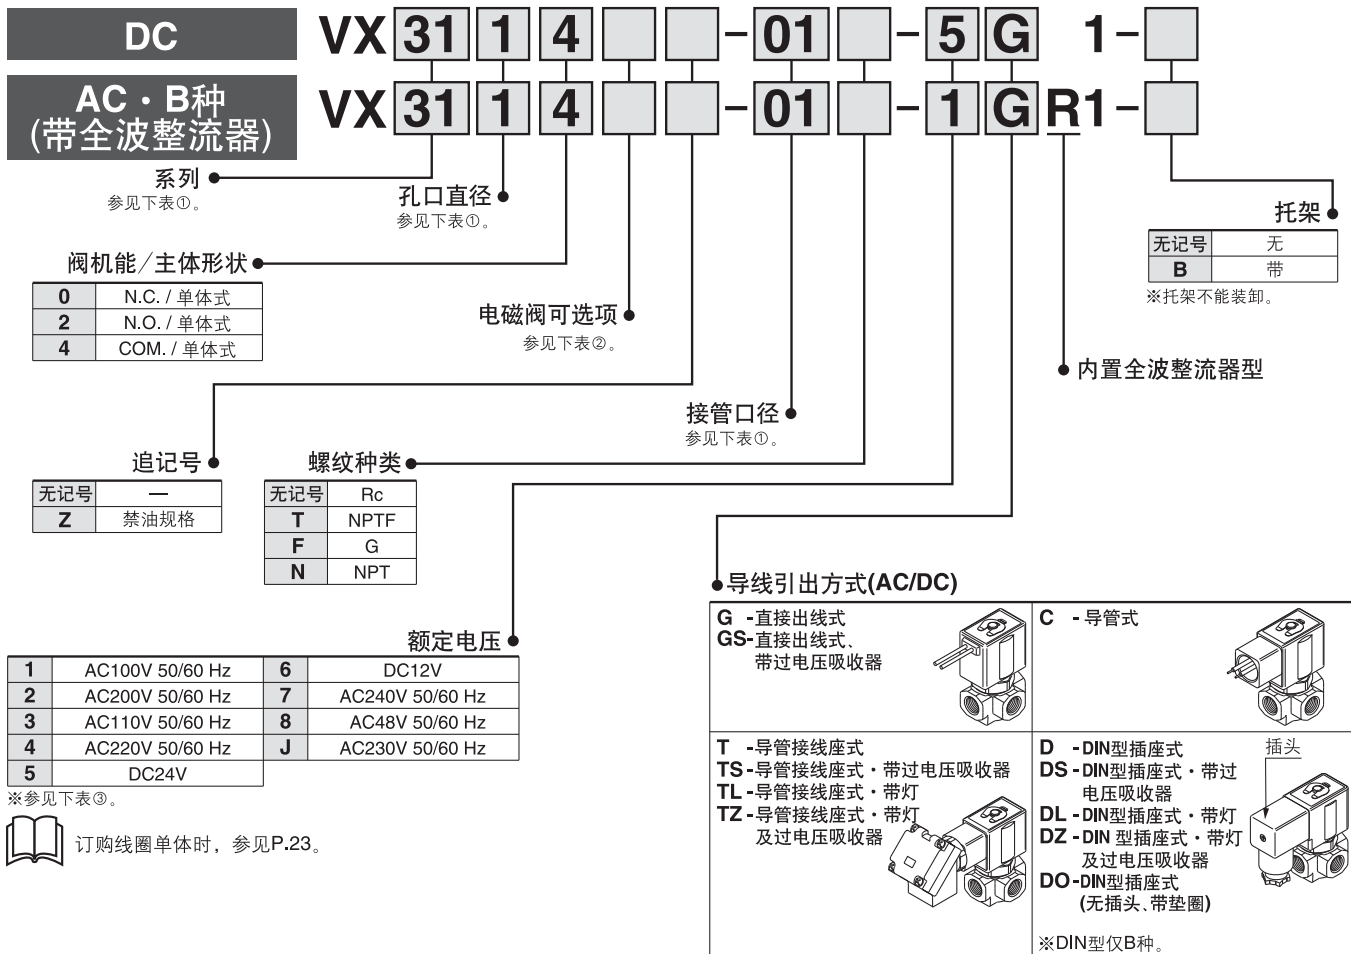 DC
VX 31 1 4 - 01 - 5 G 1 -
AC・B种
(带全波整流器)
VX 31 1 4 - 01 - 1 G R1 -
系列
参见下表①。
孔口直径
参见下表①。
托架
无记号 无
B 带
※托架不能装卸。
阀机能/主体形状
0 N.C. / 单体式
2 N.O. / 单体式
4 COM. / 单体式
电磁阀可选项
参见下表②。
内置全波整流器型
接管口径
参见下表①。
追记号
无记号 —
Z 禁油规格
螺纹种类
无记号 Rc
T NPTF
F G
N NPT
额定电压
1 AC100V 50/60 Hz 6 DC12V
2 AC200V 50/60 Hz 7 AC240V 50/60 Hz
3 AC110V 50/60 Hz 8 AC48V 50/60 Hz
4 AC220V 50/60 Hz J AC230V 50/60 Hz
5 DC24V
※参见下表③。
订购线圈单体时，参见P.23。
导线引出方式(AC/DC)
G -直接出线式
GS-直接出线式、
带过电压吸收器
C -导管式
T -导管接线座式
TS-导管接线座式・带过电压吸收器
TL-导管接线座式・带灯
TZ-导管接线座式・带灯
及过电压吸收器
D -DIN型插座式
DS-DIN型插座式・带过
电压吸收器
DL-DIN型插座式・带灯
DZ-DIN 型插座式・带灯
及过电压吸收器
DO-DIN型插座式
(无插头、带垫圈)
插头
※DIN型仅B种。